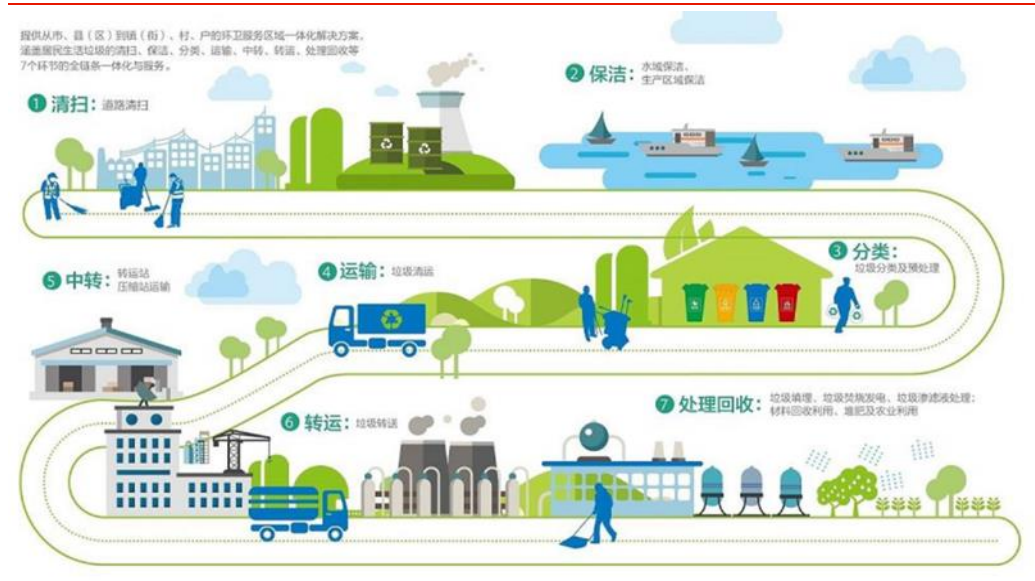 提供从市、县（区）到镇（街）、村、户的环卫服务区域一体化解决方案，
涵盖居民生活垃圾的清扫、保洁、分类、运输、中转、转运、处理回收等
7个环节的全链条一体化与服务。
1 清扫：道路清扫
2 保洁：水域保洁、
生产区域保洁
3 分类：
垃圾分类及预处理
4 运输：垃圾清运
5 中转：转运站
压缩站运输
6 转运：垃圾转送
7 处理回收：垃圾填埋、垃圾焚烧发电、垃圾渗滤液处理；
材料回收利用、堆肥及农业利用